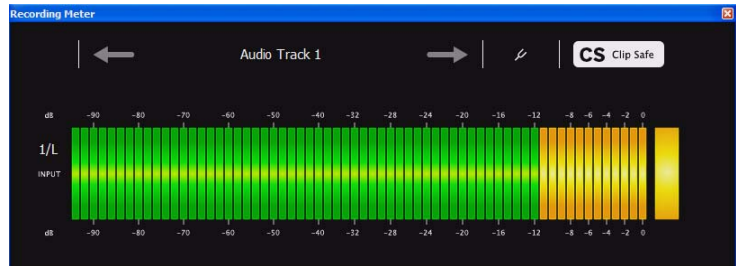 Recording Meter
Audio Track 1
CS Clip Safe
dB -90 -80 -70 -60 -50 -40 -32 -28 -24 -20 -16 -12 -8 -6 -4 -2 0
1/L
INPUT
dB -90 -80 -70 -60 -50 -40 -32 -28 -24 -20 -16 -12 -8 -6 -4 -2 0